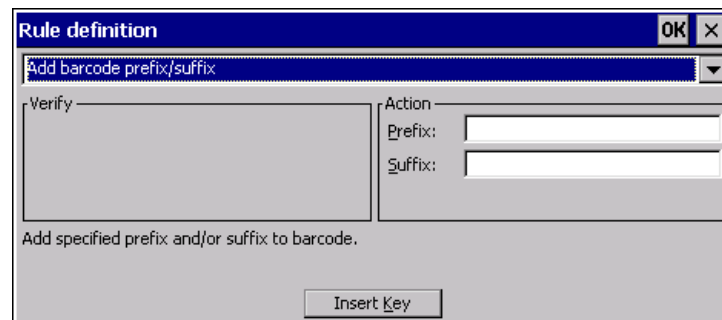 Rule definition OK ×
Add barcode prefix/suffix
Verify
Action
Prefix:
Suffix:
Add specified prefix and/or suffix to barcode.
Insert Key